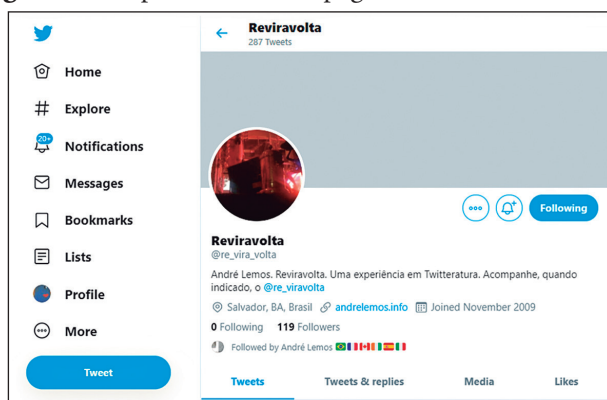 Home
Explore
20+
Notifications
Messages
Bookmarks
Lists
Profile
More
Tweet
Reviravolta
287 Tweets
Following
Reviravolta
@re_vira_volta
André Lemos. Reviravolta. Uma experiência em Twitteratura. Acompanhe, quando
indicado, o @re_viravolta
Salvador, BA, Brasil andrelemos.info Joined November 2009
0 Following 119 Followers
Followed by André Lemos
Tweets Tweets & replies Media Likes